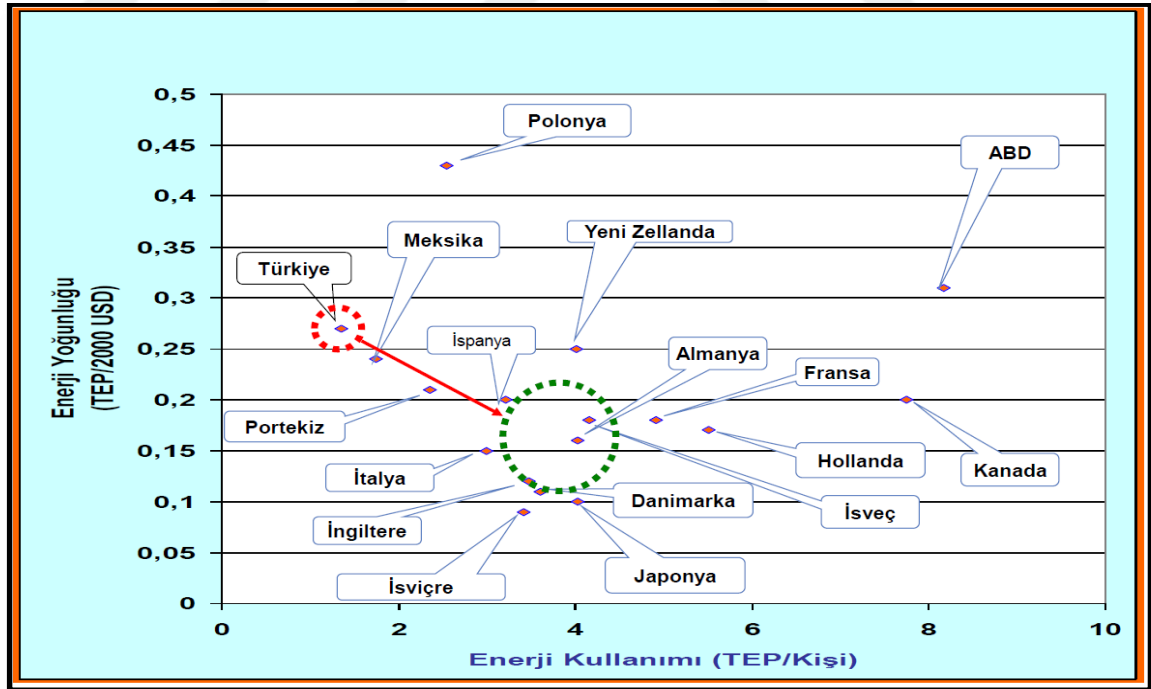 0,5
0,45
0,4
0,35
0,3
0,25
0,2
0,15
0,1
0,05
0
Enerji Yoğunluğu
(TEP/2000 USD)
Polonya
ABD
Meksika
Yeni Zellanda
Türkiye
İspanya
Almanya
Fransa
Portekiz
İtalya
Hollanda
Kanada
Danimarka
İsveç
İngiltere
İsviçre
Japonya
0 2 4 6 8 10
Enerji Kullanımı (TEP/Kişi)